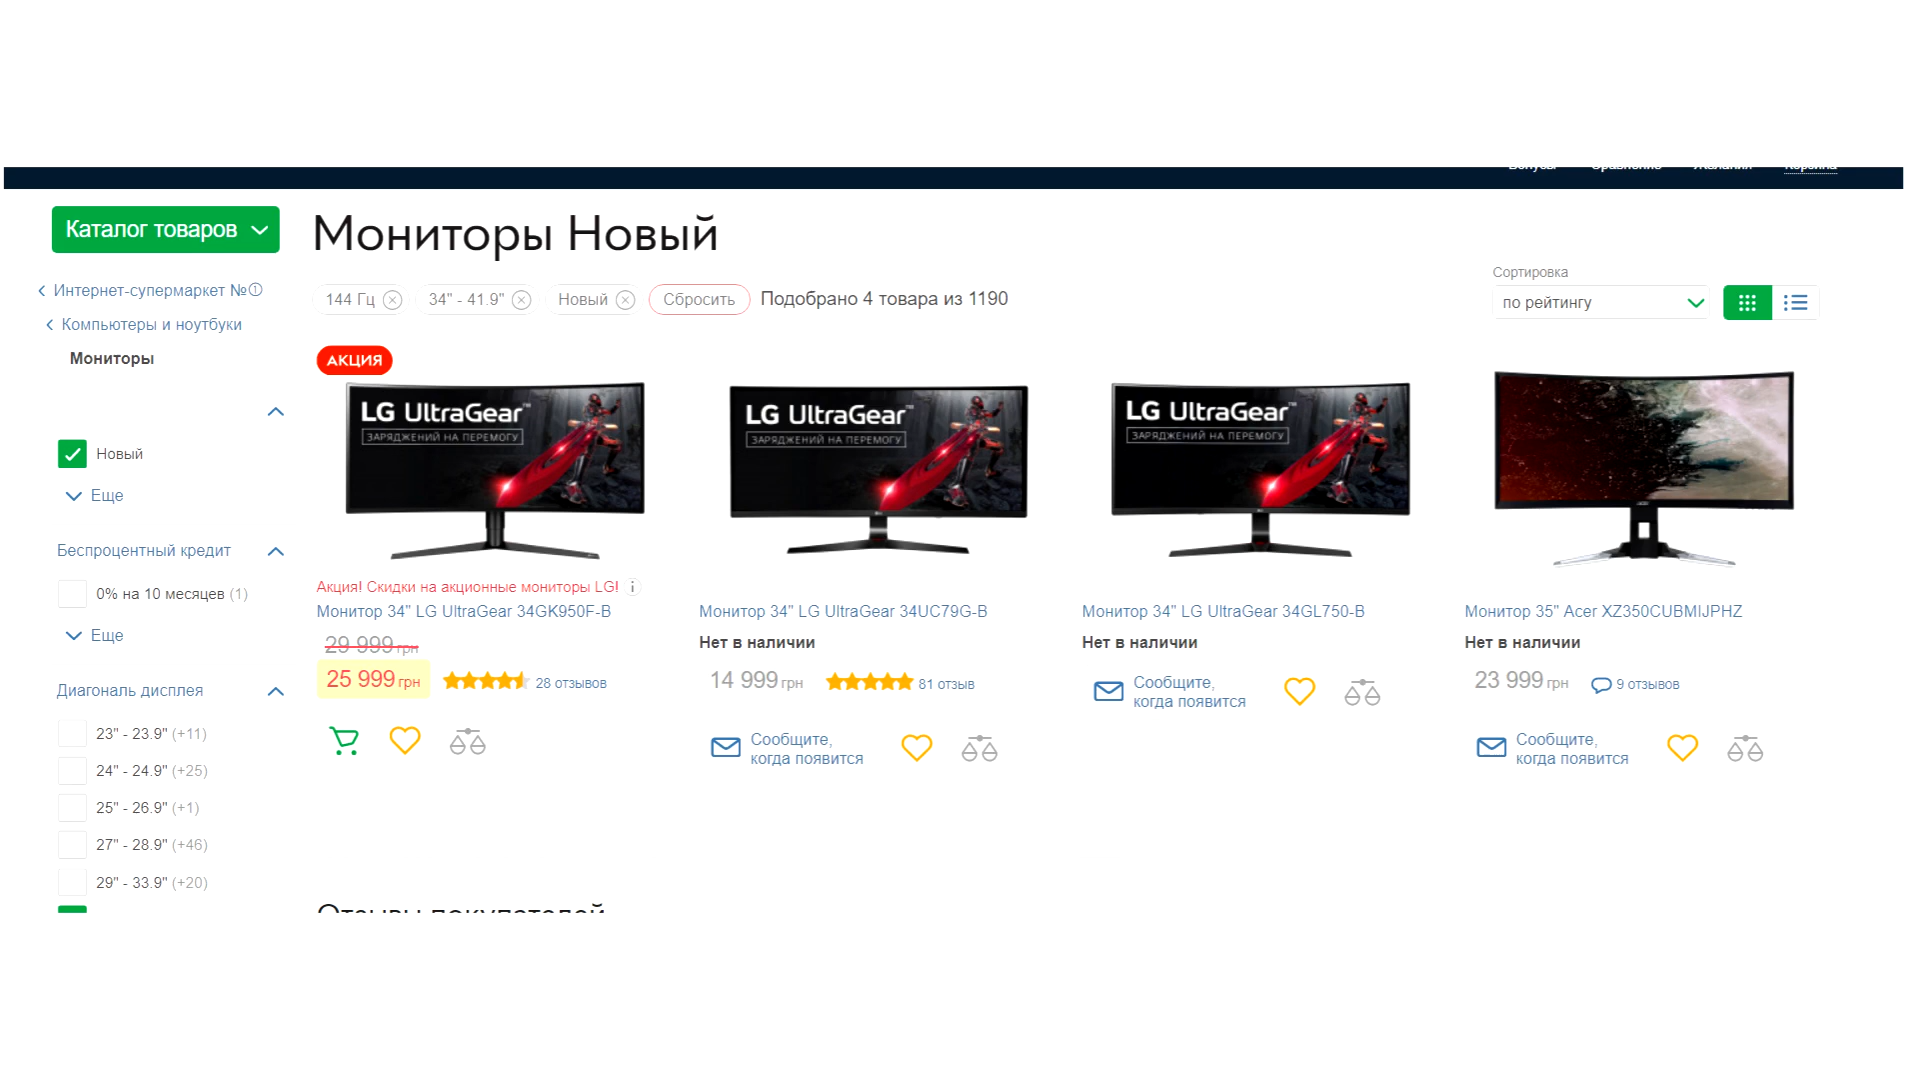 Каталог товаров
Мониторы Новый
Интернет-супермаркет №①
Компьютеры и ноутбуки
Мониторы
Новый
Еще
Беспроцентный кредит
0% на 10 месяцев (1)
Еще
Диагональ дисплея
23" - 23.9" (+11)
24" - 24.9" (+25)
25" - 26.9" (+1)
27" - 28.9" (+46)
29" - 33.9" (+20)
144 Гц
34" - 41.9"
Новый
Сбросить
Подобрано 4 товара из 1190
Сортировка
по рейтингу
АКЦИЯ
LG UltraGear™
ЗАРЯДЖЕНИЙ НА ПЕРЕМОГУ
Акция! Скидки на акционные мониторы LG! i
Монитор 34" LG UltraGear 34GK950F-B
29 999 грн
25 999 грн
28 отзывов
LG UltraGear™
ЗАРЯДЖЕНИЙ НА ПЕРЕМОГУ
Монитор 34" LG UltraGear 34UC79G-B
Нет в наличии
14 999 грн
81 отзыв
Сообщите,
когда появится
LG UltraGear™
ЗАРЯДЖЕНИЙ НА ПЕРЕМОГУ
Монитор 34" LG UltraGear 34GL750-B
Нет в наличии
Сообщите,
когда появится
Монитор 35" Acer XZ350CUBMIJPHZ
Нет в наличии
23 999 грн
9 отзывов
Сообщите,
когда появится
Отзывы покупателей